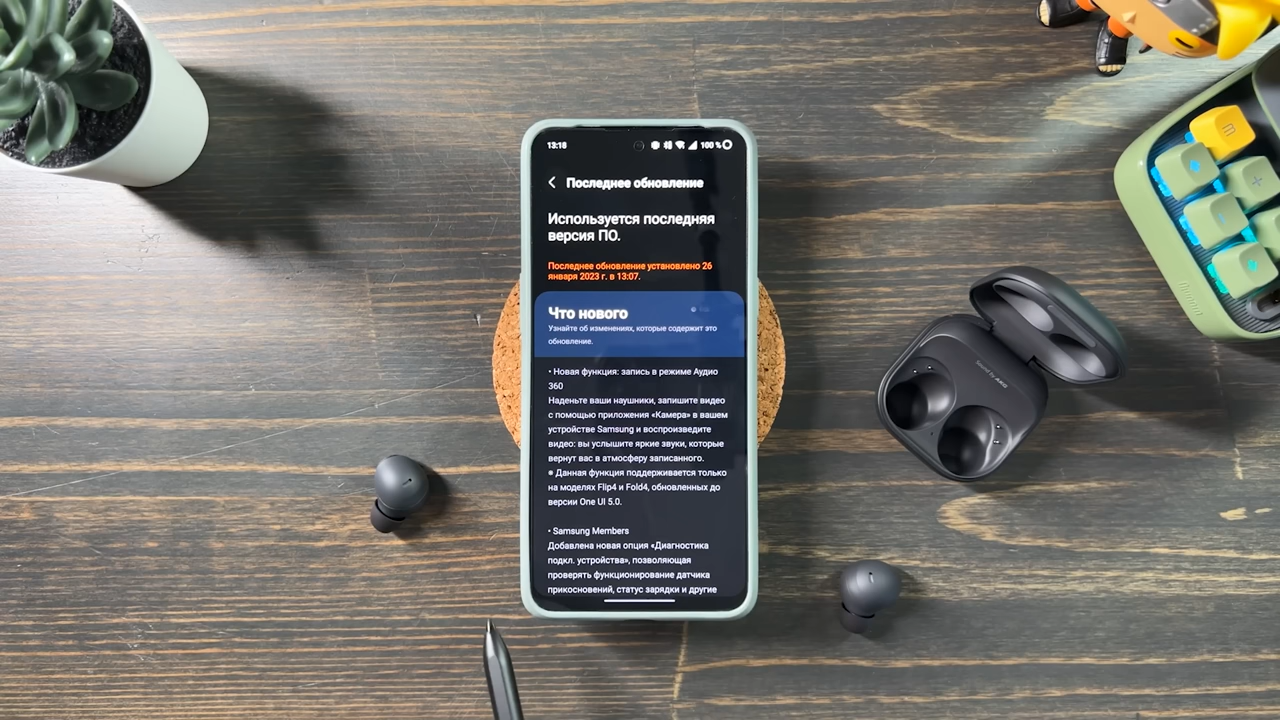 13:18
100 %
Последнее обновление
Используется последняя
версия ПО.
Последнее обновление установлено 26
января 2023 г. в 13:07.
Что нового
Узнайте об изменениях, которые содержит это
обновление.
• Новая функция: запись в режиме Аудио
360
Наденьте ваши наушники, запишите видео
с помощью приложения «Камера» в вашем
устройстве Samsung и воспроизведите
видео: вы услышите яркие звуки, которые
вернут вас в атмосферу записанного.
※ Данная функция поддерживается только
на моделях Flip4 и Fold4, обновленных до
версии One UI 5.0.
• Samsung Members
Добавлена новая опция «Диагностика
подкл. устройства», позволяющая
проверять функционирование датчика
прикосновений, статус зарядки и другие
Sound by AKG